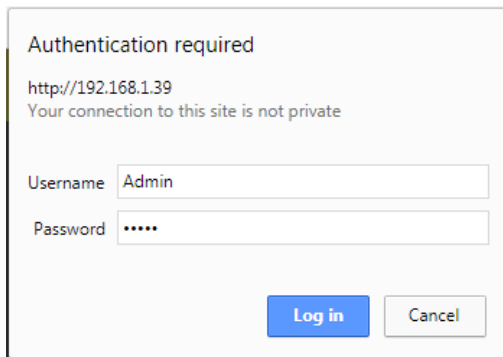 Authentication required
http://192.168.1.39
Your connection to this site is not private
Username Admin
Password •••••
Log in Cancel